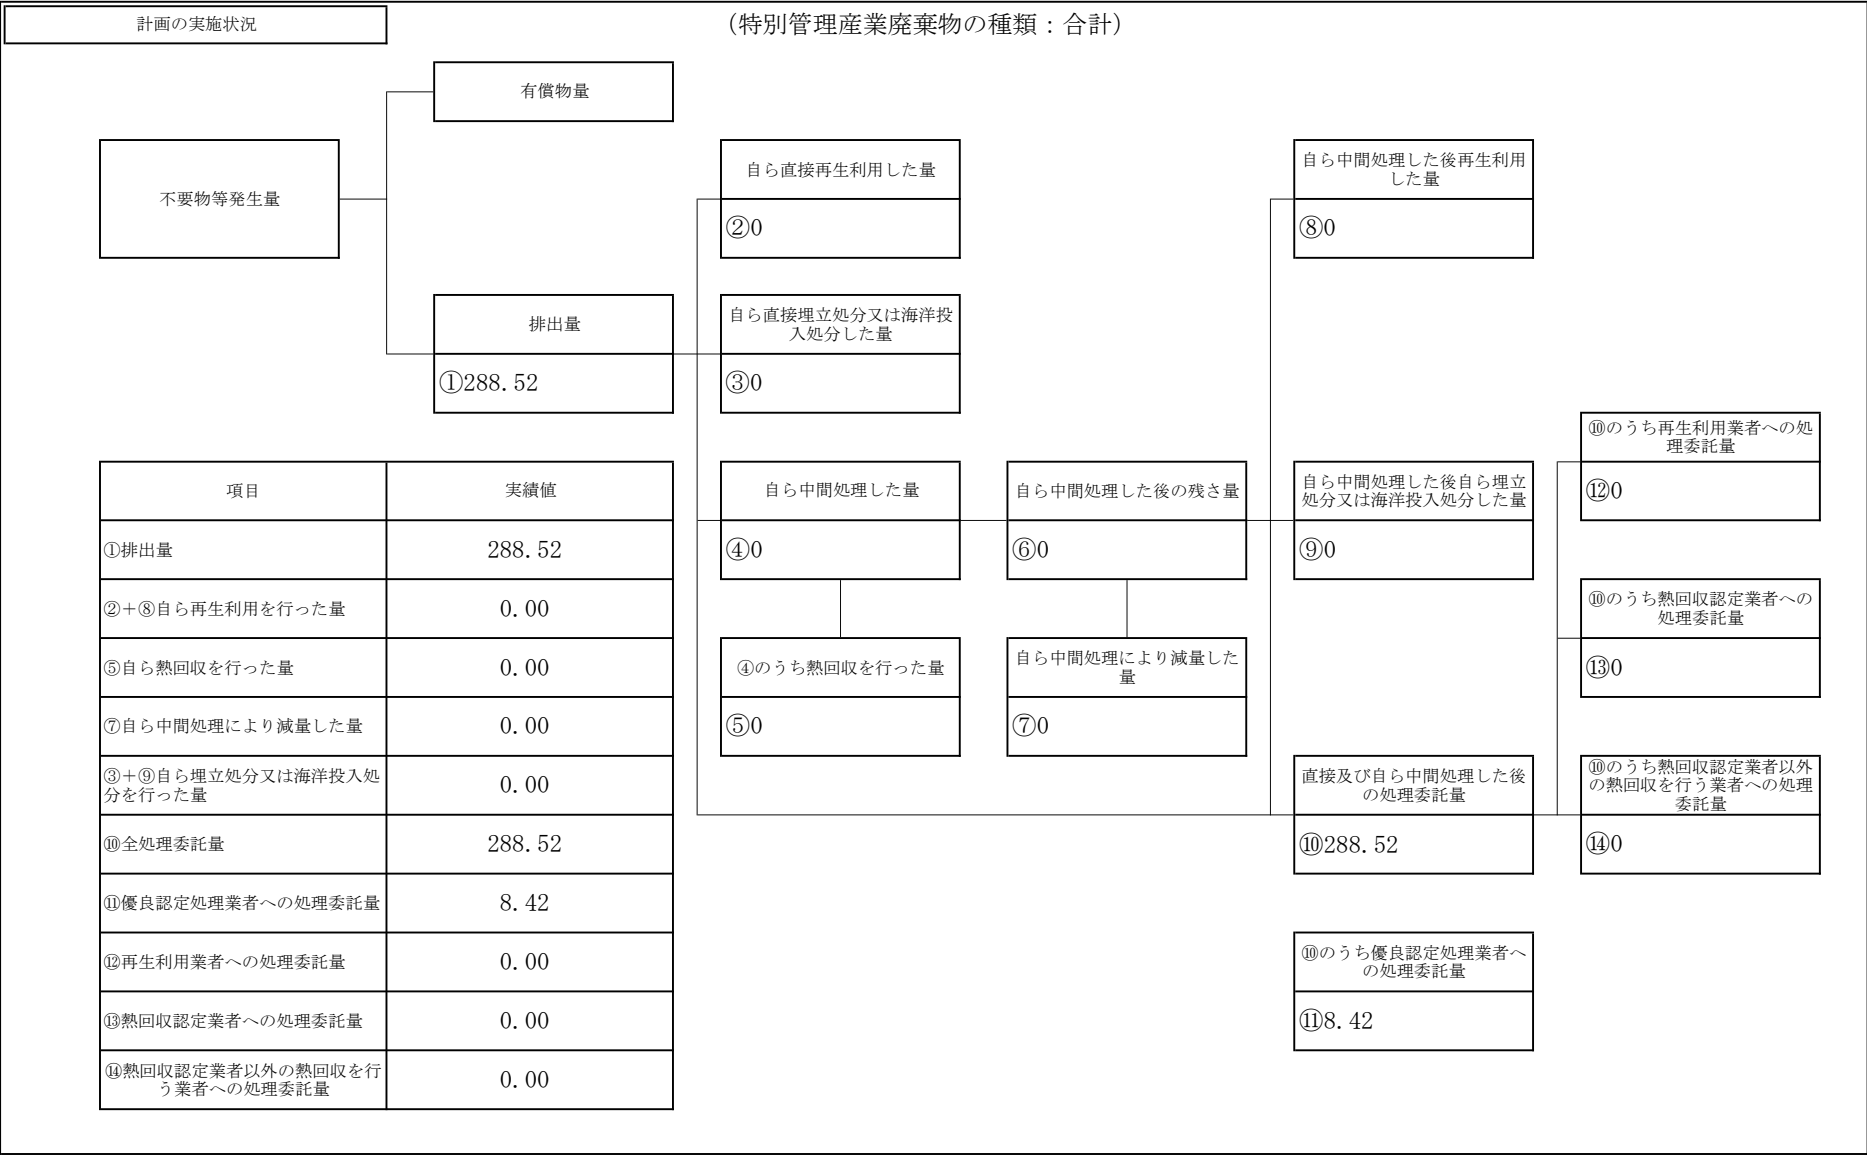 計画の実施状況
（特別管理産業廃棄物の種類：合計）
有償物量
不要物等発生量
自ら直接再生利用した量
②0
自ら中間処理した後再生利用
した量
⑧0
排出量
①288.52
自ら直接埋立処分又は海洋投
入処分した量
③0
⑩のうち再生利用業者への処
理委託量
⑫0
自ら中間処理した量
④0
自ら中間処理した後の残さ量
⑥0
自ら中間処理した後自ら埋立
処分又は海洋投入処分した量
⑨0
⑩のうち熱回収認定業者への
処理委託量
⑬0
④のうち熱回収を行った量
⑤0
自ら中間処理により減量した
量
⑦0
直接及び自ら中間処理した後
の処理委託量
⑩288.52
⑩のうち熱回収認定業者以外
の熱回収を行う業者への処理
委託量
⑭0
⑩のうち優良認定処理業者へ
の処理委託量
⑪8.42
項目 実績値
①排出量 288.52
②＋⑧自ら再生利用を行った量 0.00
⑤自ら熱回収を行った量 0.00
⑦自ら中間処理により減量した量 0.00
③＋⑨自ら埋立処分又は海洋投入処
分を行った量 0.00
⑩全処理委託量 288.52
⑪優良認定処理業者への処理委託量 8.42
⑫再生利用業者への処理委託量 0.00
⑬熱回収認定業者への処理委託量 0.00
⑭熱回収認定業者以外の熱回収を行
う業者への処理委託量 0.00